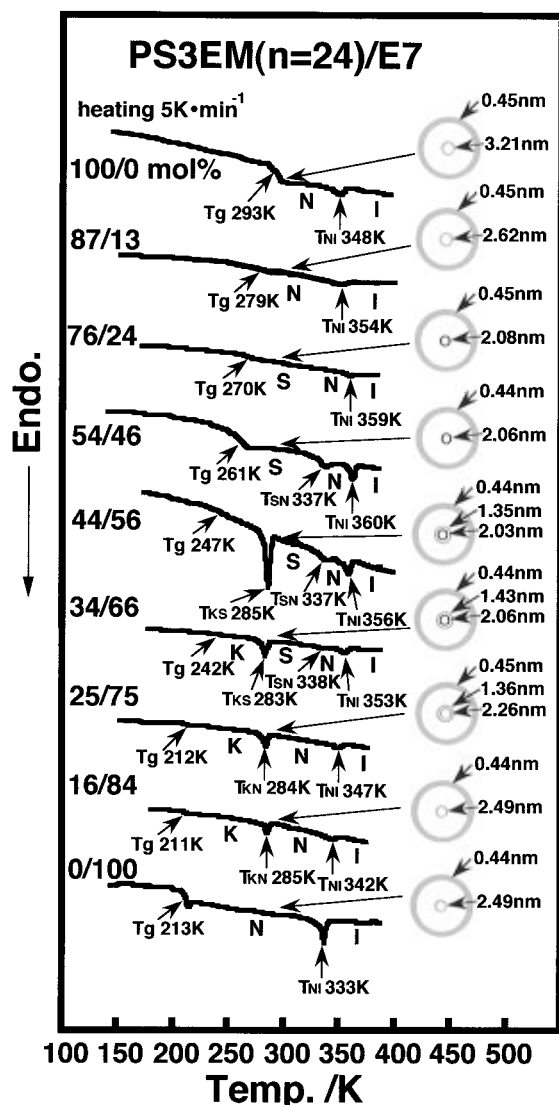 PS3EM(n=24)/E7
heating 5K•min⁻¹
0.45nm
3.21nm
100/0 mol%
Tg 293K
N
TNI 348K
I
0.45nm
2.62nm
87/13
Tg 279K
N
TNI 354K
I
0.45nm
2.08nm
76/24
Tg 270K
S
N
TNI 359K
I
0.44nm
2.06nm
54/46
Tg 261K
S
TSN 337K
N
TNI 360K
I
0.44nm
1.35nm
2.03nm
44/56
Tg 247K
TKS 285K
S
TSN 337K
N
TNI 356K
I
0.44nm
1.43nm
2.06nm
34/66
Tg 242K
K
TKS 283K
S
TSN 338K
N
TNI 353K
I
0.45nm
1.36nm
2.26nm
25/75
Tg 212K
K
TKN 284K
N
TNI 347K
I
0.44nm
2.49nm
16/84
Tg 211K
K
TKN 285K
N
TNI 342K
I
0.44nm
2.49nm
0/100
Tg 213K
N
TNI 333K
I
Endo.
100 150 200 250 300 350 400 450 500
Temp. /K